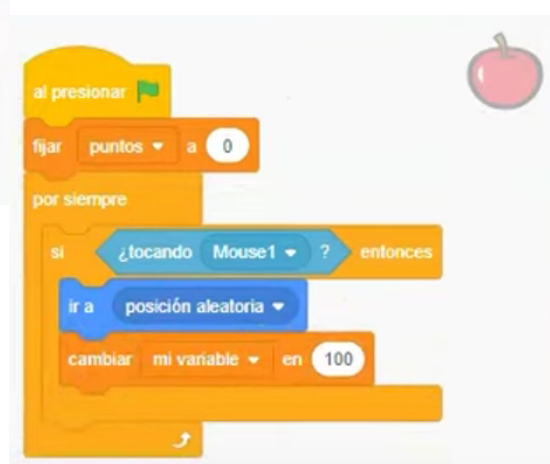 al presionar
fijar puntos a 0
por siempre
si ¿tocando Mouse1 ? entonces
ir a posición aleatoria
cambiar mi variable en 100